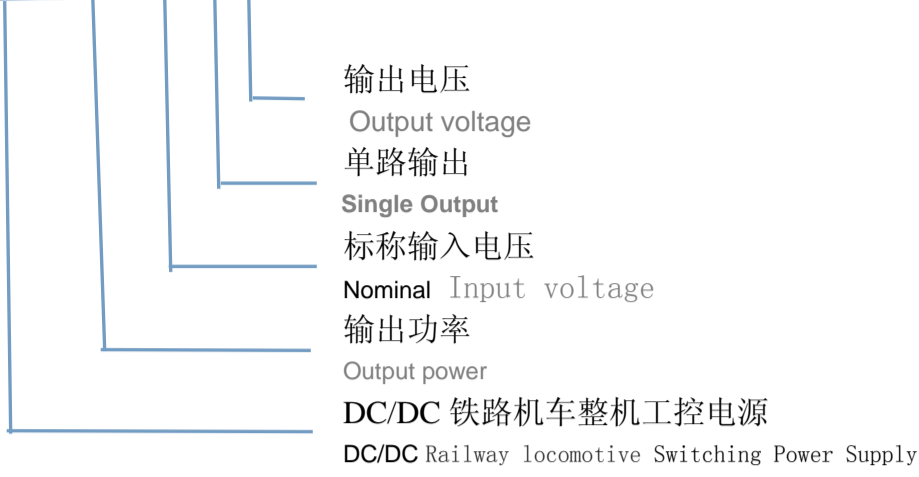 输出电压
Output voltage
单路输出
Single Output
标称输入电压
Nominal Input voltage
输出功率
Output power
DC/DC 铁路机车整机工控电源
DC/DC Railway locomotive Switching Power Supply